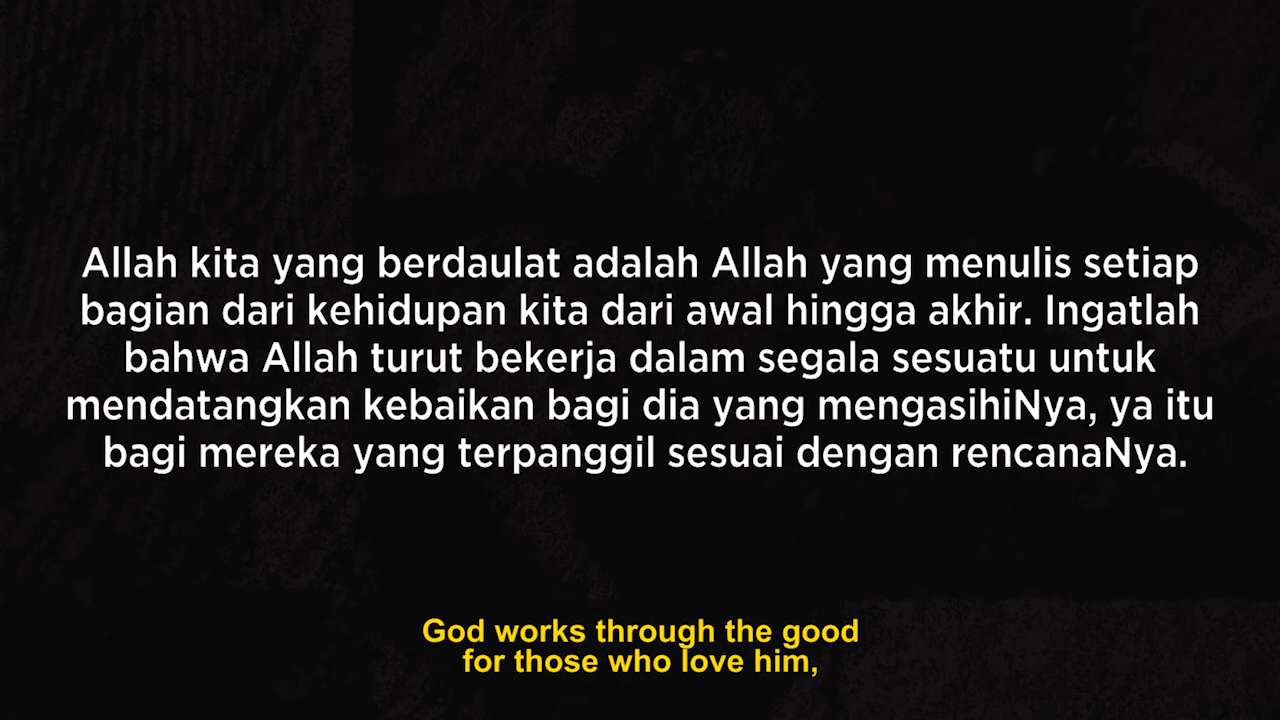 Allah kita yang berdaulat adalah Allah yang menulis setiap
bagian dari kehidupan kita dari awal hingga akhir. Ingatlah
bahwa Allah turut bekerja dalam segala sesuatu untuk
mendatangkan kebaikan bagi dia yang mengasihiNya, ya itu
bagi mereka yang terpanggil sesuai dengan rencanaNya.
God works through the good
for those who love him,